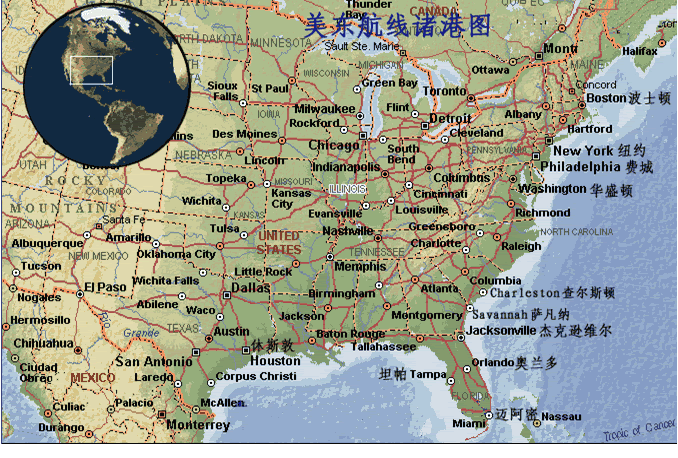 美东航线诸港图
CANADA
Thunder Bay
Sault Ste. Marie
QUEBEC
NORTH DAKOTA
MINNESOTA
Ottawa
Montr
Halifax
MAINE
WISCONSIN
MICHIGAN
Green Bay
Toronto
Concord
Sioux Falls
St Paul
Milwaukee
Flint
Detroit
Albany
Boston 波士顿
IOWA
Rockford
Hartford
Des Moines
Chicago
South Bend
Cleveland
New York 纽约
NEBRASKA
Lincoln
Indianapolis
PENNSYLVANIA
Philadelphia 费城
UTAH
ROCKY MOUNTAINS
COLORADO
Topeka
MISSOURI
Kansas City
ILLINOIS
Columbus
Cincinnati
Washington 华盛顿
Wichita
KANSAS
Evansville
Louisville
Richmond
ARIZONA
Santa Fe
Albuquerque
Amarillo
Tulsa
UNITED STATES
Nashville
Greensboro
NORTH CAROLINA
NEW MEXICO
Oklahoma City
TENNESSEE
Charlotte
Raleigh
Tucson
Wichita Falls
Little Rock
Memphis
Columbia
Nogales
El Paso
Dallas
Birmingham
Atlanta
Charleston 查尔斯顿
Abilene
Hermosillo
Waco
Jackson
Montgomery
Savannah 萨凡纳
Rio Grande
TEXAS
Austin
Baton Rouge
Jacksonville 杰克逊维尔
Chihuahua
休斯敦
Tallahassee
San Antonio
Houston
Orlando 奥兰多
Ciudad Obrec
MEXICO
Laredo
Corpus Christi
坦帕 Tampa
FLORIDA
Culiac
Palacio
McAllen
迈阿密
Miami
Nassau
Durango
Monterrey
Tropic of Cancer